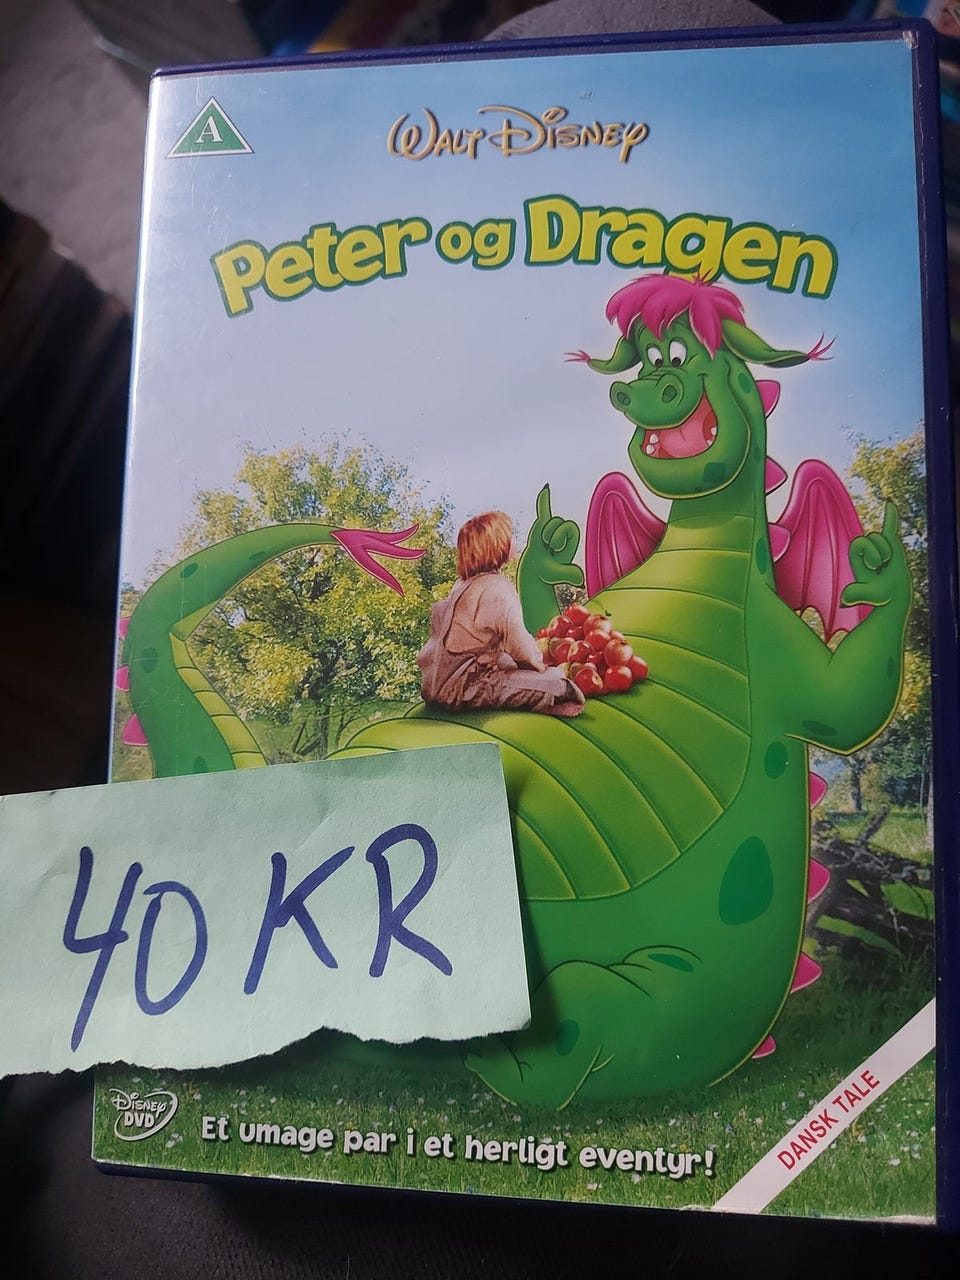 A
WALT DISNEY
Peter og Dragen
40 KR
DISNEY
DVD
Et umage par i et herligt eventyr!
DANSK TALE